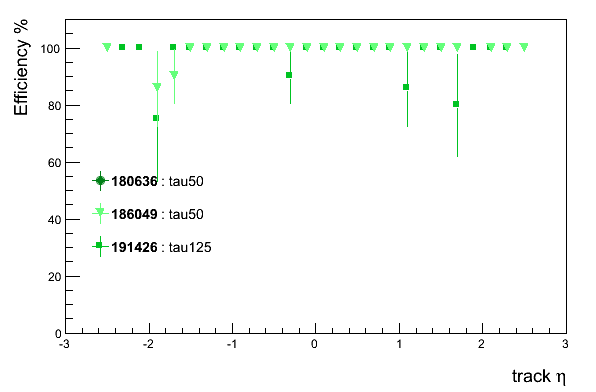 Efficiency %
100
80
60
40
20
0
180636 : tau50
186049 : tau50
191426 : tau125
-3 -2 -1 0 1 2 3
track η